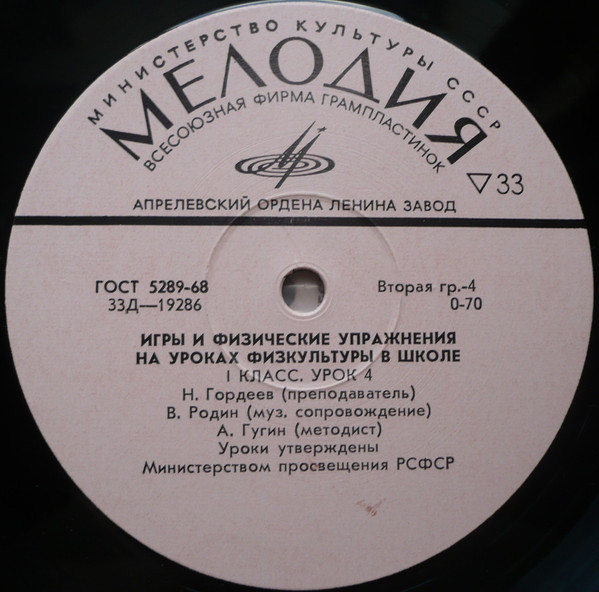 МИНИСТЕРСТВО КУЛЬТУРЫ СССР
МЕЛОДИЯ
ВСЕСОЮЗНАЯ ФИРМА ГРАМПЛАСТИНОК
▽33
АПРЕЛЕВСКИЙ ОРДЕНА ЛЕНИНА ЗАВОД
ГОСТ 5289-68
Вторая гр.-4
33Д—19286
0-70
ИГРЫ И ФИЗИЧЕСКИЕ УПРАЖНЕНИЯ
НА УРОКАХ ФИЗКУЛЬТУРЫ В ШКОЛЕ
I КЛАСС. УРОК 4
Н. Гордеев (преподаватель)
В. Родин (муз. сопровождение)
А. Гугин (методист)
Уроки утверждены
Министерством просвещения РСФСР